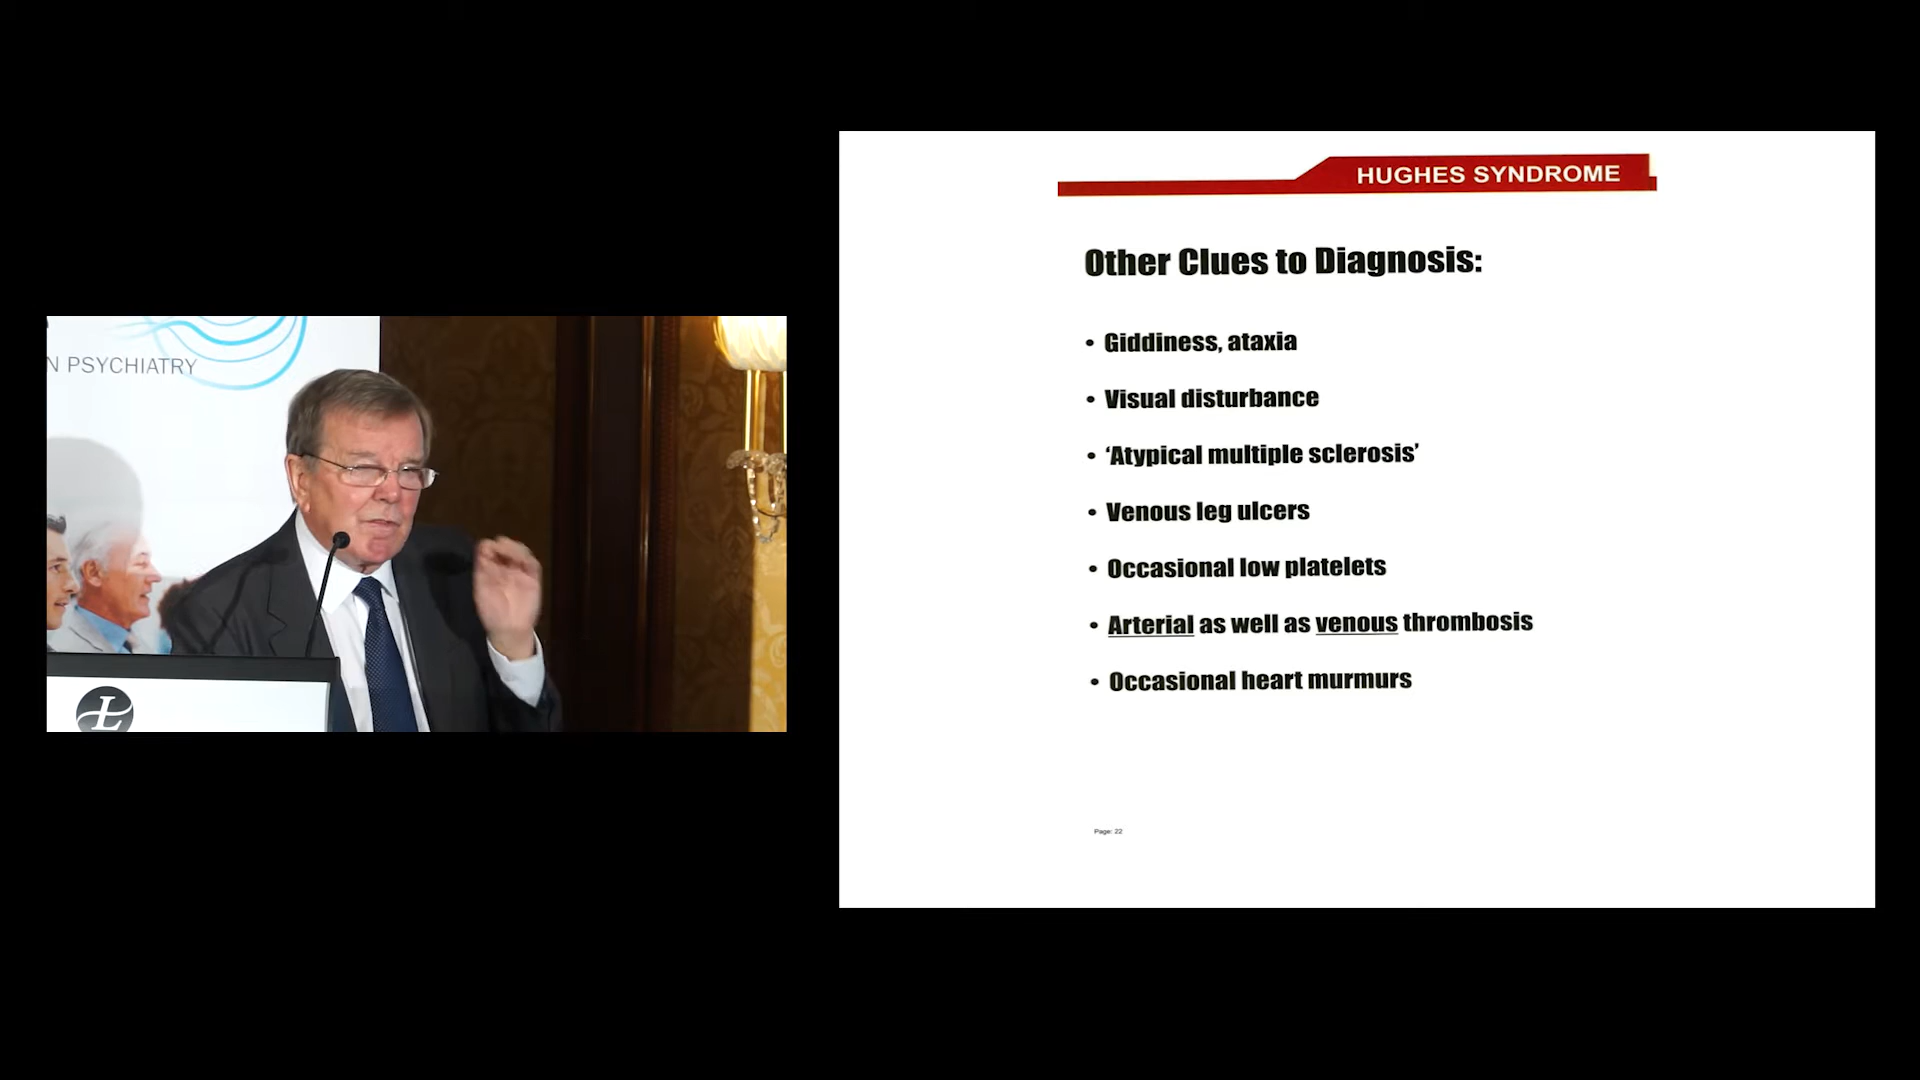 N PSYCHIATRY
L
HUGHES SYNDROME
Other Clues to Diagnosis:
• Giddiness, ataxia
• Visual disturbance
• ‘Atypical multiple sclerosis’
• Venous leg ulcers
• Occasional low platelets
• Arterial as well as venous thrombosis
• Occasional heart murmurs
Page: 22